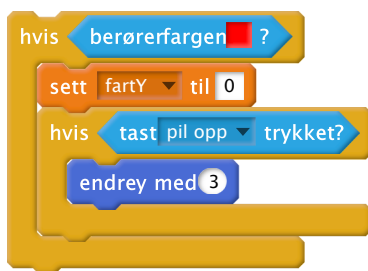 hvis berørerfargen ?
sett fartY til 0
hvis tast pil opp trykket?
endrey med 3